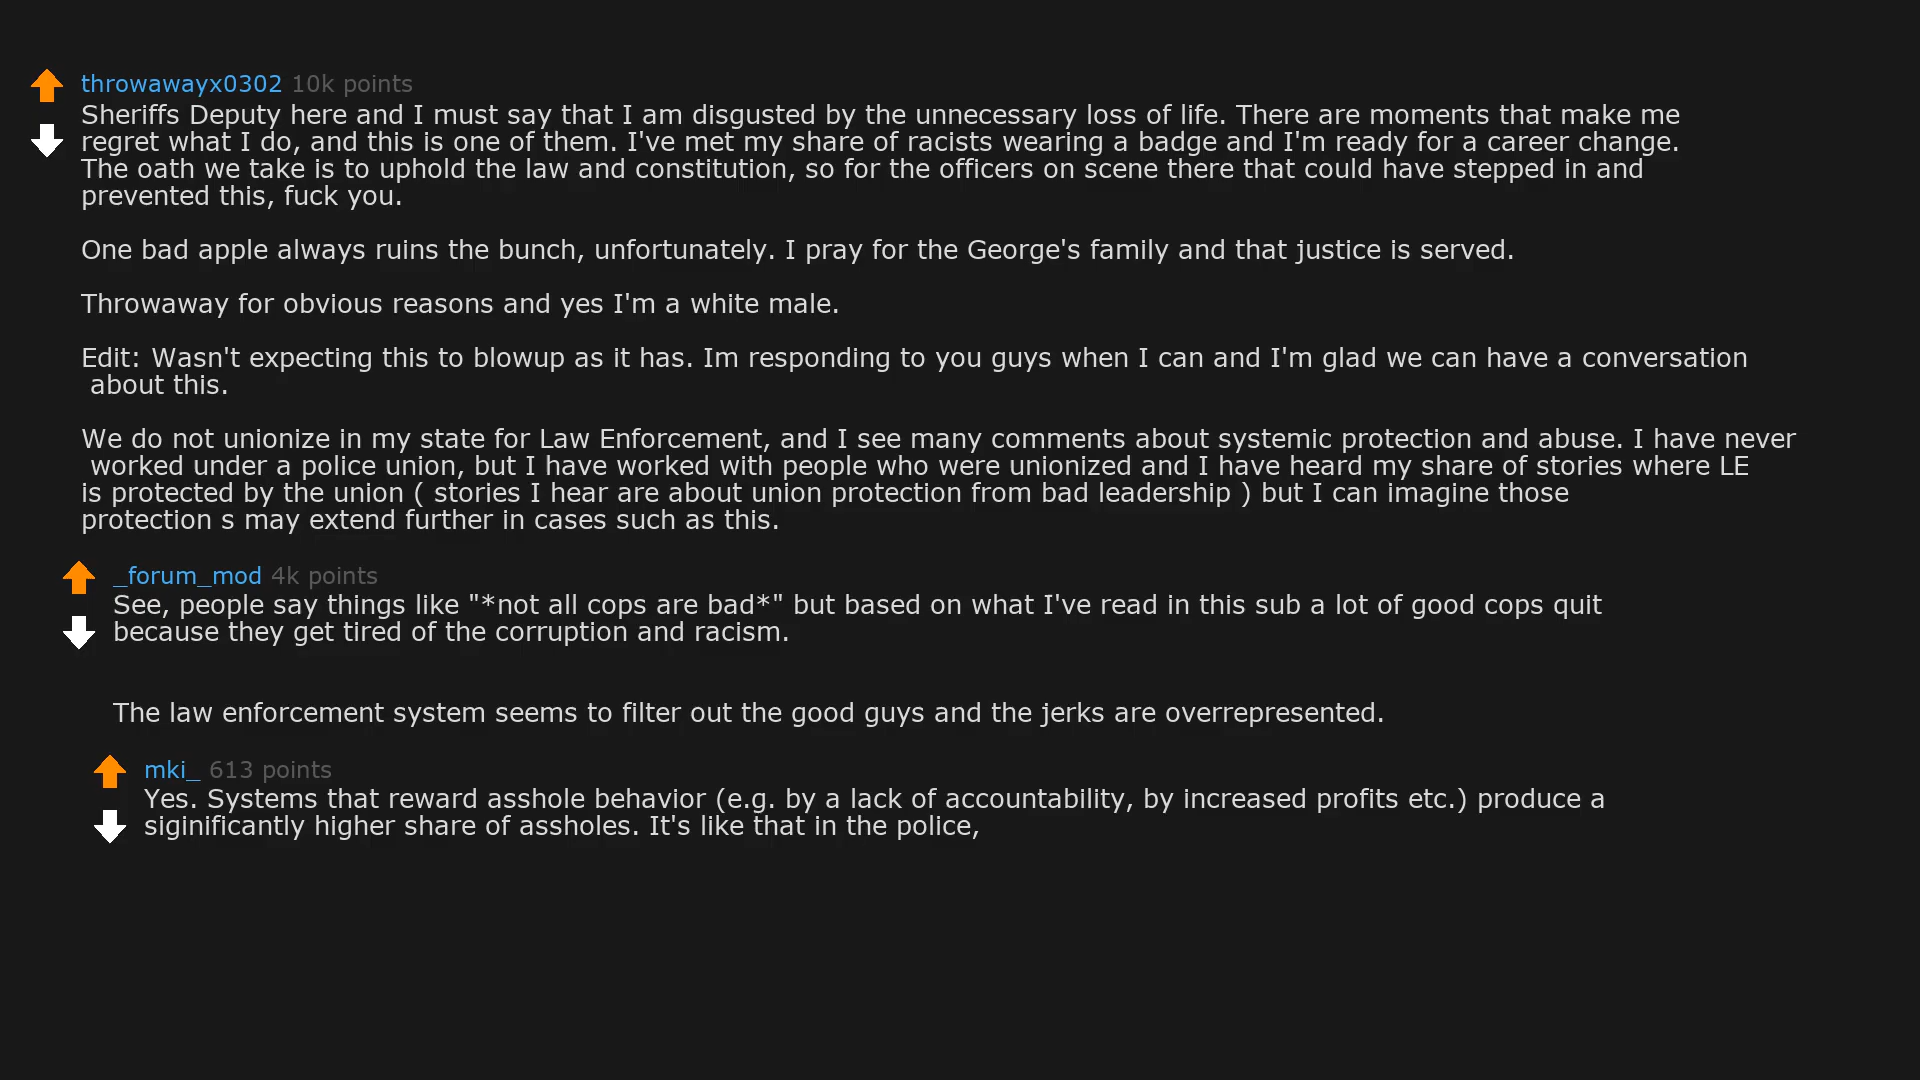 throwawayx0302 10k points
Sheriffs Deputy here and I must say that I am disgusted by the unnecessary loss of life. There are moments that make me
regret what I do, and this is one of them. I've met my share of racists wearing a badge and I'm ready for a career change.
The oath we take is to uphold the law and constitution, so for the officers on scene there that could have stepped in and
prevented this, fuck you.
One bad apple always ruins the bunch, unfortunately. I pray for the George's family and that justice is served.
Throwaway for obvious reasons and yes I'm a white male.
Edit: Wasn't expecting this to blowup as it has. Im responding to you guys when I can and I'm glad we can have a conversation
about this.
We do not unionize in my state for Law Enforcement, and I see many comments about systemic protection and abuse. I have never
worked under a police union, but I have worked with people who were unionized and I have heard my share of stories where LE
is protected by the union ( stories I hear are about union protection from bad leadership ) but I can imagine those
protection s may extend further in cases such as this.
_forum_mod 4k points
See, people say things like "*not all cops are bad*" but based on what I've read in this sub a lot of good cops quit
because they get tired of the corruption and racism.
The law enforcement system seems to filter out the good guys and the jerks are overrepresented.
mki_ 613 points
Yes. Systems that reward asshole behavior (e.g. by a lack of accountability, by increased profits etc.) produce a
siginificantly higher share of assholes. It's like that in the police,